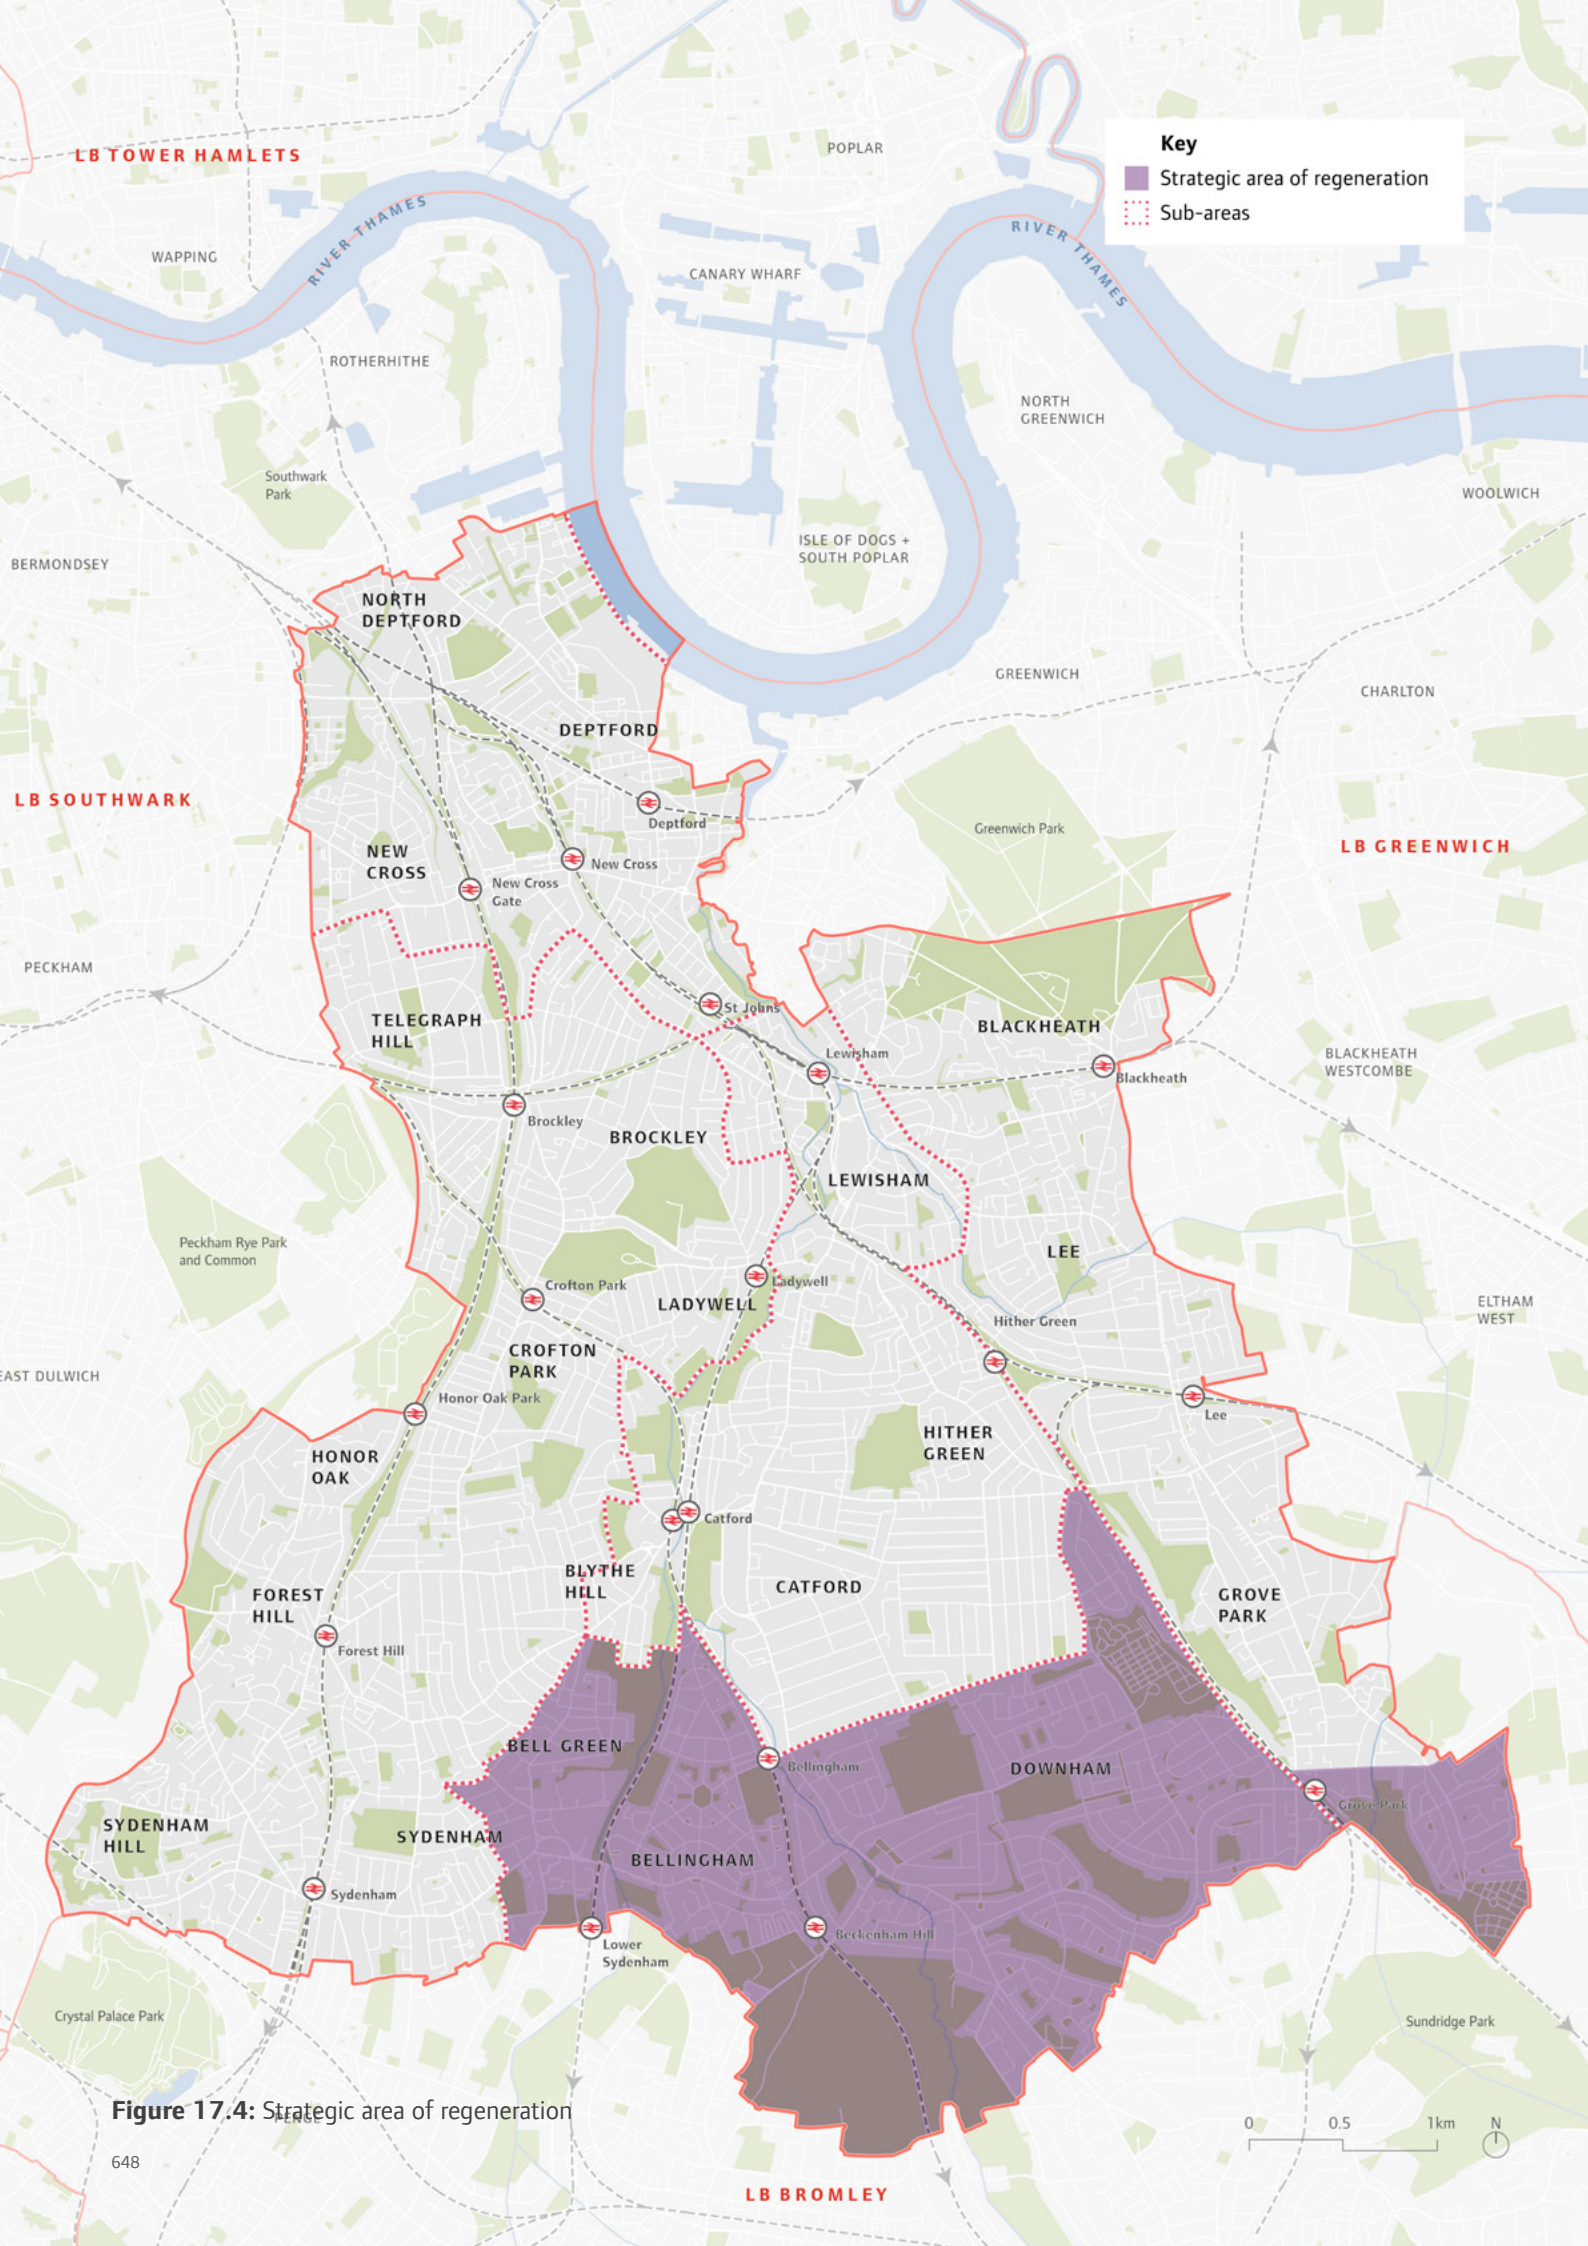 Key
Strategic area of regeneration
Sub-areas
POPLAR
LB TOWER HAMLETS
RIVER THAMES
RIVER THAMES
WAPPING
CANARY WHARF
ROTHERHITHE
NORTH
GREENWICH
Southwark
Park
WOOLWICH
ISLE OF DOGS +
SOUTH POPLAR
BERMONDSEY
NORTH
DEPTFORD
GREENWICH
CHARLTON
DEPTFORD
LB SOUTHWARK
Deptford
Greenwich Park
LB GREENWICH
NEW
CROSS
New Cross
New Cross
Gate
PECKHAM
St Johns
TELEGRAPH
HILL
BLACKHEATH
Lewisham
BLACKHEATH
WESTCOMBE
Blackheath
Brockley
BROCKLEY
LEWISHAM
Peckham Rye Park
and Common
LEE
Crofton Park
Ladywell
LADYWELL
ELTHAM
WEST
Hither Green
CROFTON
PARK
EAST DULWICH
Honor Oak Park
Lee
HITHER
GREEN
HONOR
OAK
Catford
BLYTHE
HILL
CATFORD
FOREST
HILL
GROVE
PARK
Forest Hill
BELL GREEN
Bellingham
DOWNHAM
Grove Park
SYDENHAM
HILL
SYDENHAM
BELLINGHAM
Sydenham
Beckenham Hill
Lower
Sydenham
Crystal Palace Park
Sundridge Park
Figure 17.4: Strategic area of regeneration
PENGE
0 0.5 1km N
648
LB BROMLEY